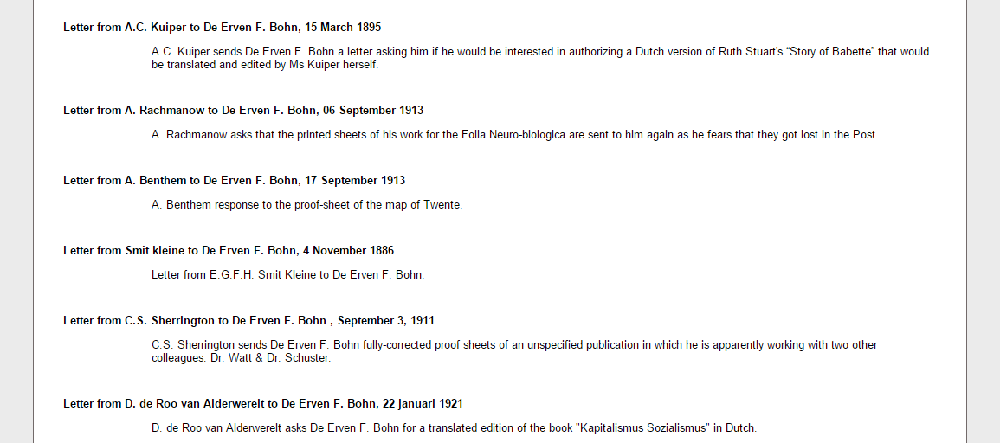 Letter from A.C. Kuiper to De Erven F. Bohn, 15 March 1895
A.C. Kuiper sends De Erven F. Bohn a letter asking him if he would be interested in authorizing a Dutch version of Ruth Stuart's “Story of Babette” that would
be translated and edited by Ms Kuiper herself.
Letter from A. Rachmanow to De Erven F. Bohn, 06 September 1913
A. Rachmanow asks that the printed sheets of his work for the Folia Neuro-biologica are sent to him again as he fears that they got lost in the Post.
Letter from A. Benthem to De Erven F. Bohn, 17 September 1913
A. Benthem response to the proof-sheet of the map of Twente.
Letter from Smit kleine to De Erven F. Bohn, 4 November 1886
Letter from E.G.F.H. Smit Kleine to De Erven F. Bohn.
Letter from C.S. Sherrington to De Erven F. Bohn , September 3, 1911
C.S. Sherrington sends De Erven F. Bohn fully-corrected proof sheets of an unspecified publication in which he is apparently working with two other
colleagues: Dr. Watt & Dr. Schuster.
Letter from D. de Roo van Alderwerelt to De Erven F. Bohn, 22 januari 1921
D. de Roo van Alderwerelt asks De Erven F. Bohn for a translated edition of the book "Kapitalismus Sozialismus" in Dutch.